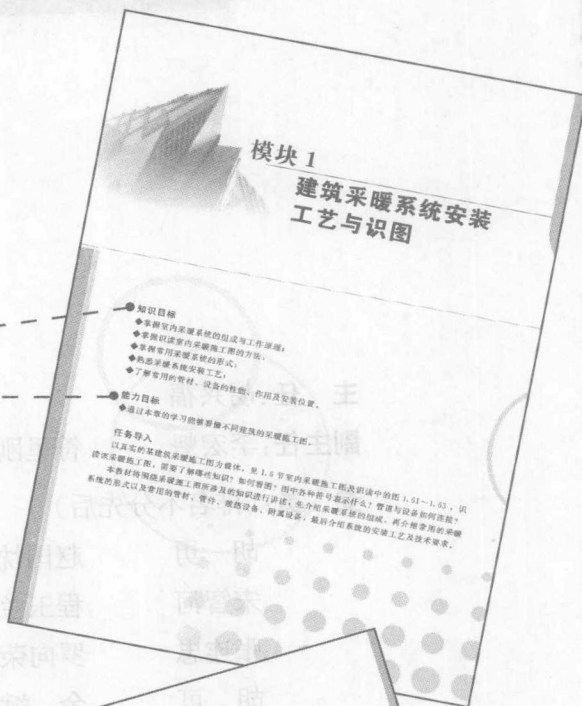 模块 1
建筑采暖系统安装
工艺与识图
●知识目标
◆掌握室内采暖系统的组成与工作原理；
◆掌握识读室内采暖施工图的方法；
◆掌握常用采暖系统的形式；
◆熟悉采暖系统安装工艺；
◆了解常用的管材、设备的性能、作用及安装位置。
●能力目标
◆通过本章的学习能够看懂不同建筑的采暖施工图。
任务导入
以真实的某建筑采暖施工图为载体，见1.5节室内采暖施工图及识读中的图1.51~1.53，识
读该采暖施工图，需要了解哪些知识？如何看图？图中各种符号表示什么？管道与设备如何连接？
本教材将围绕采暖施工图所涉及的知识进行讲述，先介绍采暖系统的组成，再介绍常用的采暖
系统的形式以及常用的管材、管件、散热设备、附属设备，最后介绍系统的安装工艺及技术要求。